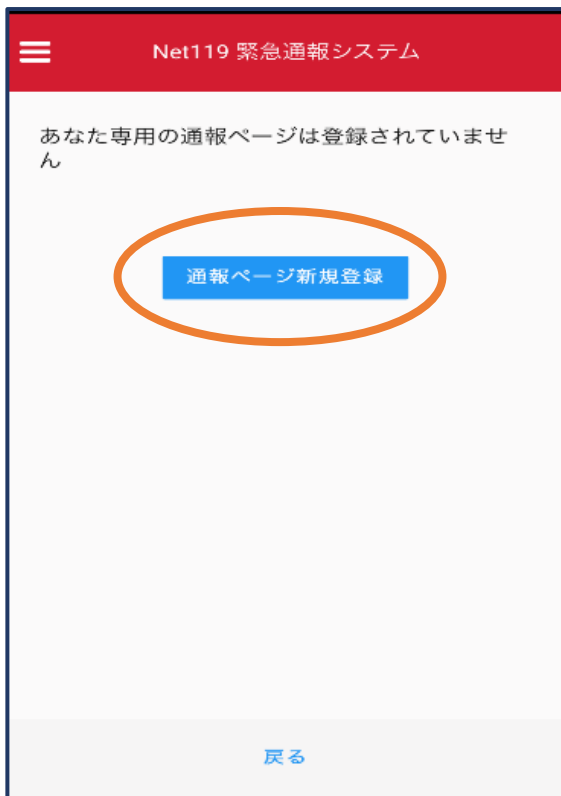 Net119 緊急通報システム
あなた専用の通報ページは登録されていませ
ん
通報ページ新規登録
戻る